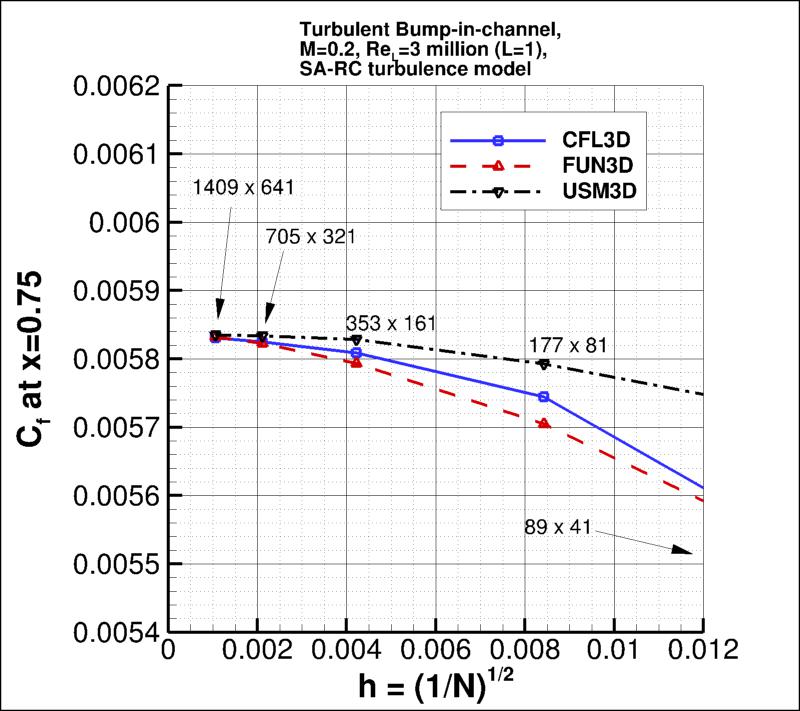 Turbulent Bump-in-channel,
M=0.2, Re_L=3 million (L=1),
SA-RC turbulence model
0.0062
0.0061
0.006
0.0059
0.0058
0.0057
0.0056
0.0055
0.0054
C_f at x=0.75
CFL3D
FUN3D
USM3D
1409 x 641
705 x 321
353 x 161
177 x 81
89 x 41
0 0.002 0.004 0.006 0.008 0.01 0.012
h = (1/N)^1/2